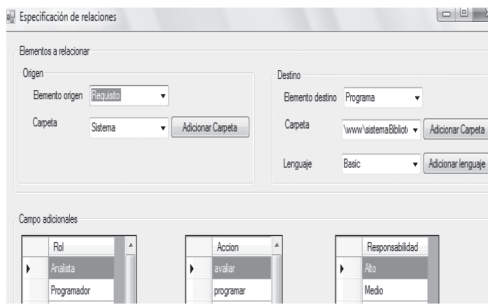 Especificación de relaciones
Elementos a relacionar
Origen
Elemento origen Requisito
Carpeta Sistema Adicionar Carpeta
Destino
Elemento destino Programa
Carpeta \www\sistemaBibliot Adicionar Carpeta
Lenguaje Basic Adicionar lenguaje
Campo adicionales
Rol
Analista
Programador
Accion
avaliar
programar
Responsabilidad
Alto
Medio